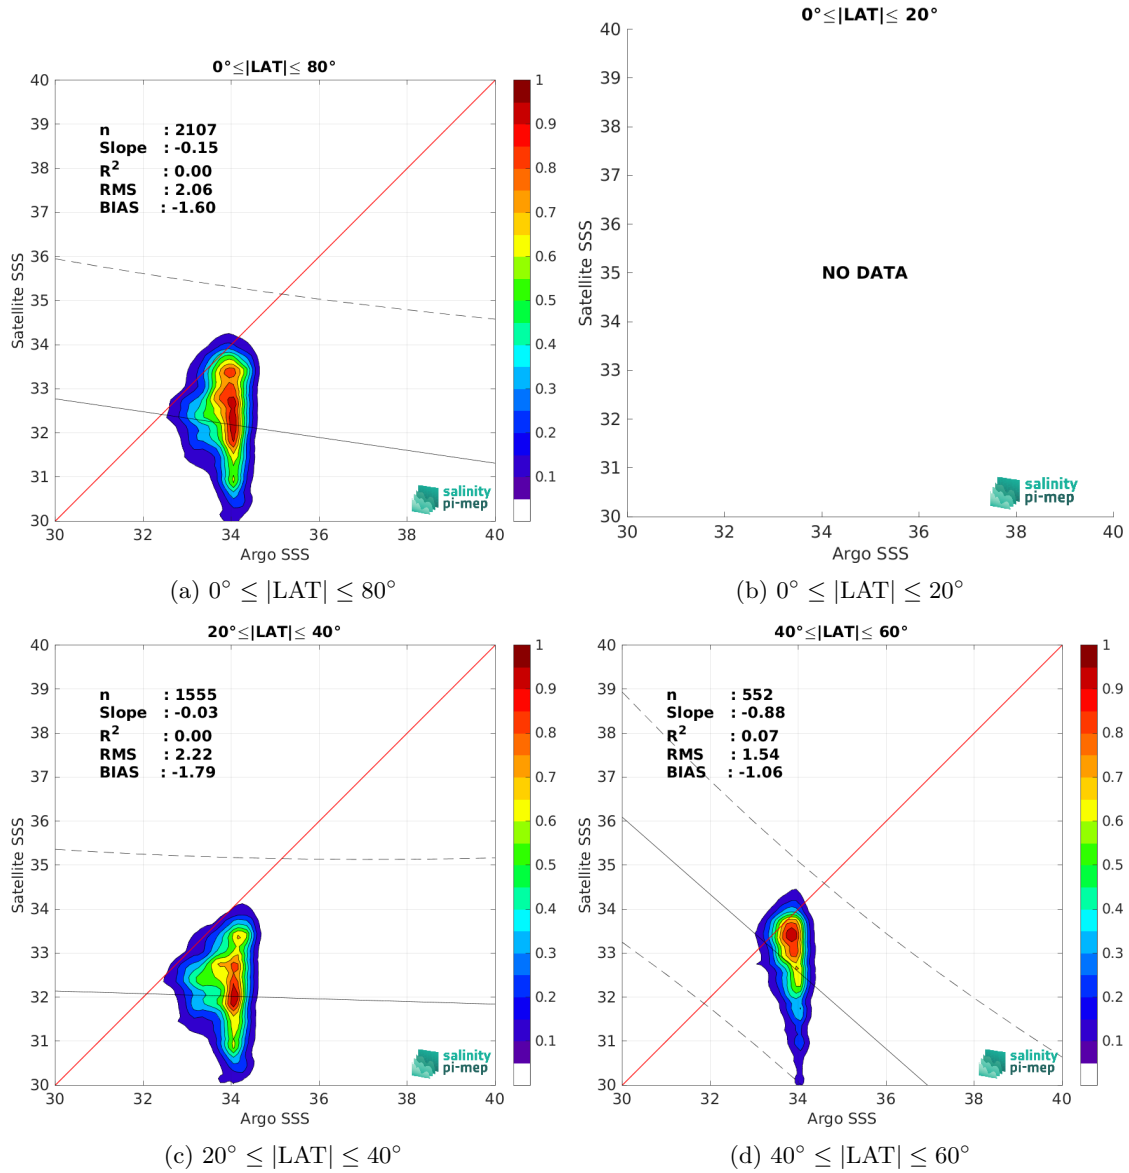 0°≤|LAT|≤ 80°
40
39
38
37
36
35
34
33
32
31
30
Satellite SSS
n : 2107
Slope : -0.15
R² : 0.00
RMS : 2.06
BIAS : -1.60
salinity
pi-mep
30 32 34 36 38 40
Argo SSS
1
0.9
0.8
0.7
0.6
0.5
0.4
0.3
0.2
0.1
(a) 0° ≤ |LAT| ≤ 80°
0°≤|LAT|≤ 20°
40
39
38
37
36
35
34
33
32
31
30
Satellite SSS
NO DATA
salinity
pi-mep
30 32 34 36 38 40
Argo SSS
(b) 0° ≤ |LAT| ≤ 20°
20°≤|LAT|≤ 40°
40
39
38
37
36
35
34
33
32
31
30
Satellite SSS
n : 1555
Slope : -0.03
R² : 0.00
RMS : 2.22
BIAS : -1.79
salinity
pi-mep
30 32 34 36 38 40
Argo SSS
1
0.9
0.8
0.7
0.6
0.5
0.4
0.3
0.2
0.1
(c) 20° ≤ |LAT| ≤ 40°
40°≤|LAT|≤ 60°
40
39
38
37
36
35
34
33
32
31
30
Satellite SSS
n : 552
Slope : -0.88
R² : 0.07
RMS : 1.54
BIAS : -1.06
salinity
pi-mep
30 32 34 36 38 40
Argo SSS
1
0.9
0.8
0.7
0.6
0.5
0.4
0.3
0.2
0.1
(d) 40° ≤ |LAT| ≤ 60°